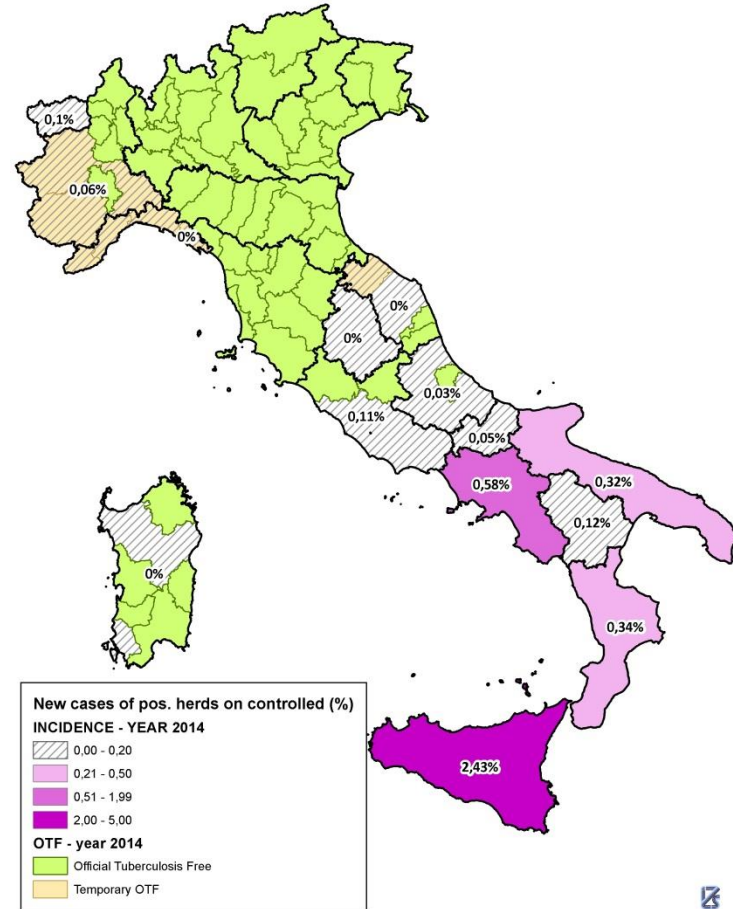 0,1%
0,06%
0%
0%
0%
0,03%
0,11%
0,05%
0,58%
0,32%
0,12%
0%
0,34%
2,43%
New cases of pos. herds on controlled (%)
INCIDENCE - YEAR 2014
0,00 - 0,20
0,21 - 0,50
0,51 - 1,99
2,00 - 5,00
OTF - year 2014
Official Tuberculosis Free
Temporary OTF